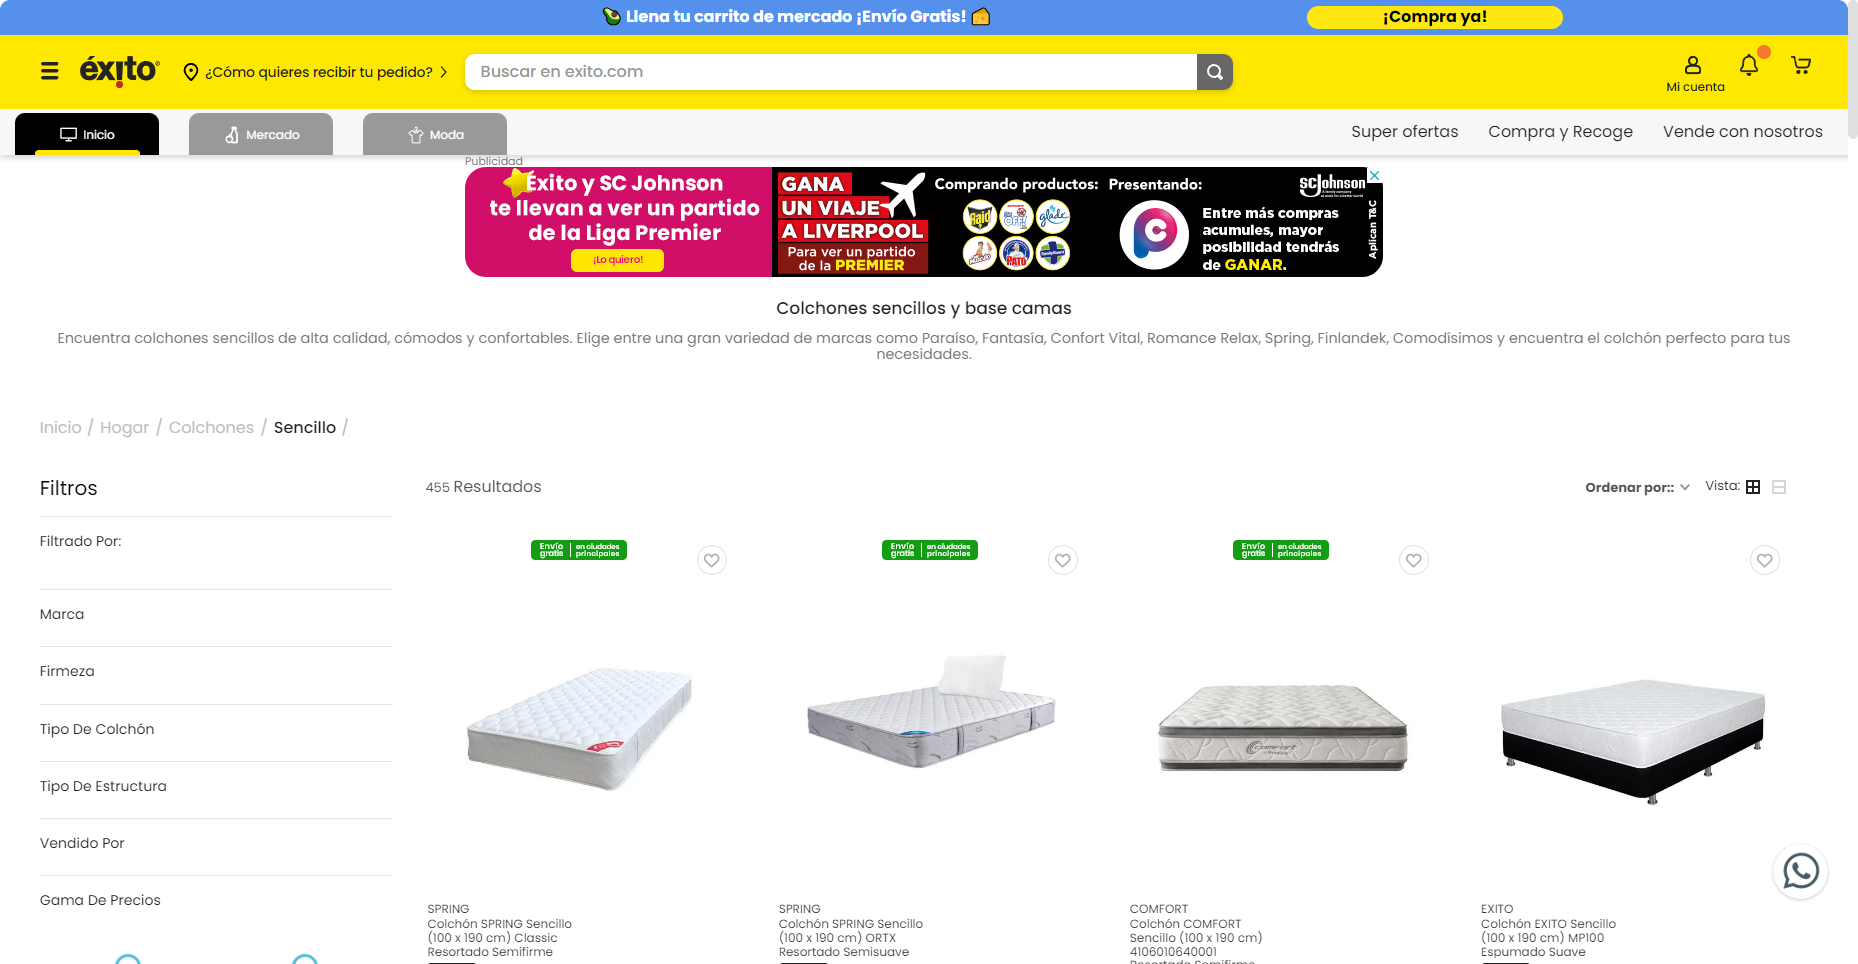 Llena tu carrito de mercado ¡Envío Gratis!
¡Compra ya!
éxito
¿Cómo quieres recibir tu pedido?
Buscar en exito.com
Mi cuenta
Inicio
Mercado
Moda
Super ofertas
Compra y Recoge
Vende con nosotros
Publicidad
Éxito y SC Johnson
te llevan a ver un partido
de la Liga Premier
¡Lo quiero!
GANA
UN VIAJE
A LIVERPOOL
Para ver un partido
de la PREMIER
Comprando productos:
Raid
OFF!
glade
PATO
Presentando:
Entre más compras
acumules, mayor
posibilidad tendrás
de GANAR.
SC Johnson
Aplican T&C
Colchones sencillos y base camas
Encuentra colchones sencillos de alta calidad, cómodos y confortables. Elige entre una gran variedad de marcas como Paraíso, Fantasía, Confort Vital, Romance Relax, Spring, Finlandek, Comodísimos y encuentra el colchón perfecto para tus
necesidades.
Inicio / Hogar / Colchones / Sencillo /
Filtros
455 Resultados
Ordenar por::
Vista:
Filtrado Por:
Marca
Firmeza
Tipo De Colchón
Tipo De Estructura
Vendido Por
Gama De Precios
Envío gratis | en ciudades principales
Envío gratis | en ciudades principales
Envío gratis | en ciudades principales
SPRING
Colchón SPRING Sencillo
(100 x 190 cm) Classic
Resortado Semifirme
SPRING
Colchón SPRING Sencillo
(100 x 190 cm) ORTX
Resortado Semisuave
COMFORT
Colchón COMFORT
Sencillo (100 x 190 cm)
4106010640001
Resortado Semifirme
EXITO
Colchón EXITO Sencillo
(100 x 190 cm) MP100
Espumado Suave